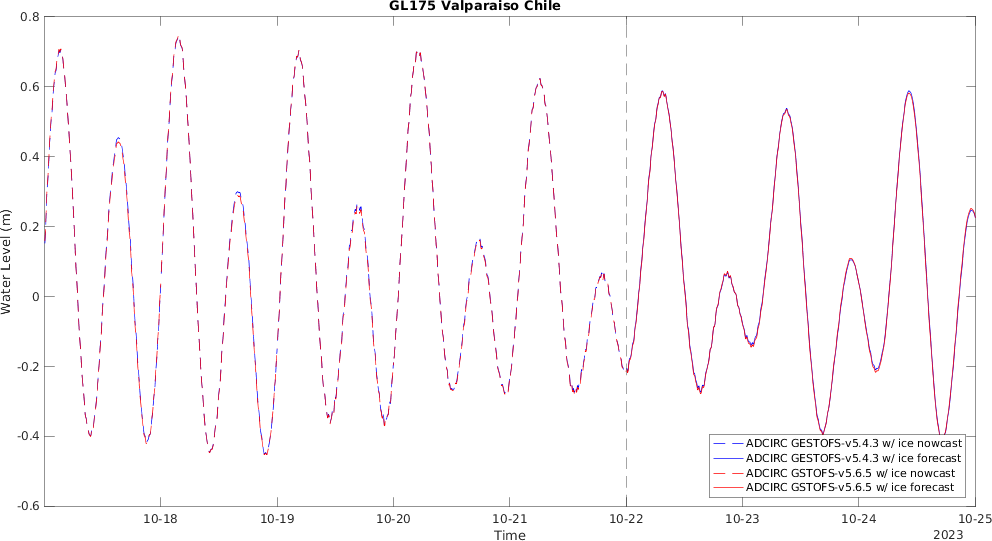 GL175 Valparaiso Chile
0.8
0.6
0.4
0.2
0
-0.2
-0.4
-0.6
Water Level (m)
ADCIRC GESTOFS-v5.4.3 w/ ice nowcast
ADCIRC GESTOFS-v5.4.3 w/ ice forecast
ADCIRC GSTOFS-v5.6.5 w/ ice nowcast
ADCIRC GSTOFS-v5.6.5 w/ ice forecast
10-18 10-19 10-20 10-21 10-22 10-23 10-24 10-25
Time
2023